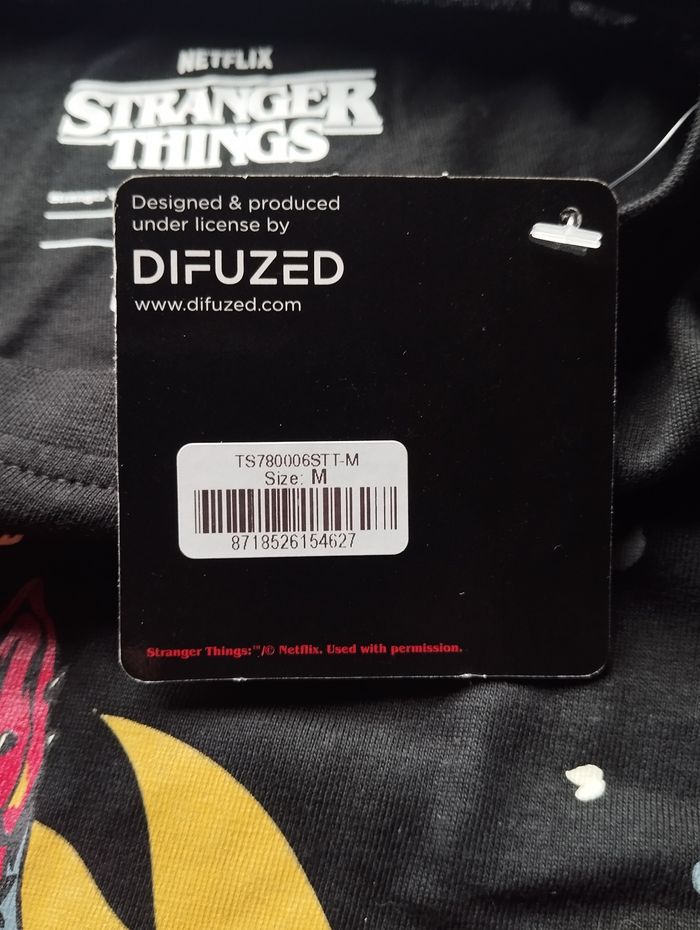 NETFLIX
STRANGER
THINGS
Stranger
Designed & produced
under license by
DIFUZED
www.difuzed.com
TS780006STT-M
Size: M
8718526154627
Stranger Things:™/© Netflix. Used with permission.